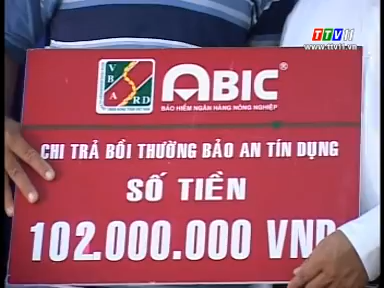 TTV11
www.ttv11.vn
VBARD
ABIC®
BẢO HIỂM NGÂN HÀNG NÔNG NGHIỆP
CHI TRẢ BỒI THƯỜNG BẢO AN TÍN DỤNG
SỐ TIỀN
102.000.000 VND